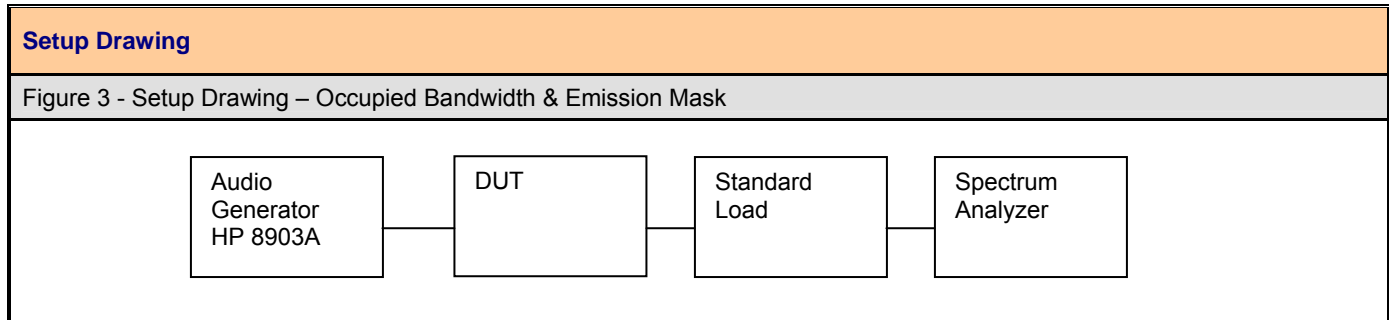 Setup Drawing
Figure 3 - Setup Drawing – Occupied Bandwidth & Emission Mask
Audio
Generator
HP 8903A
DUT
Standard
Load
Spectrum
Analyzer